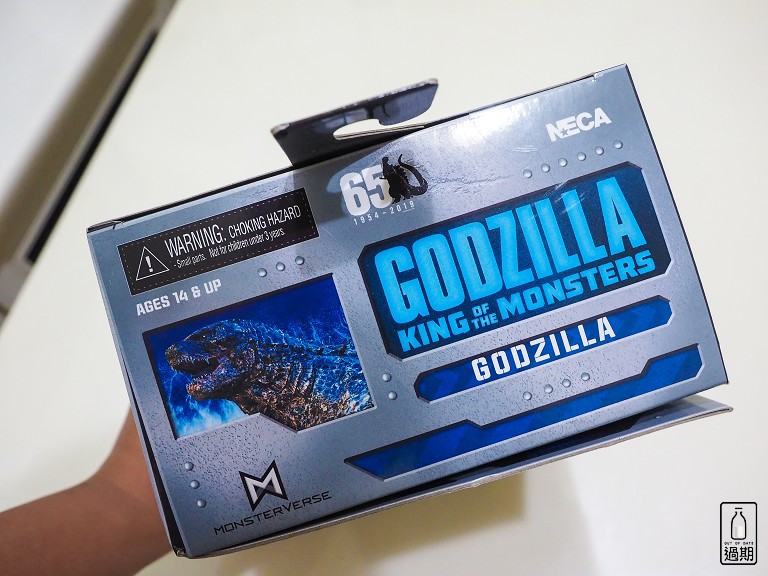 NECA
65
1954-2019
WARNING: CHOKING HAZARD
- Small parts. Not for children under 3 years.
AGES 14 & UP
GODZILLA
KING OF THE MONSTERS
GODZILLA
MONSTERVERSE
OUT OF DATE
過期